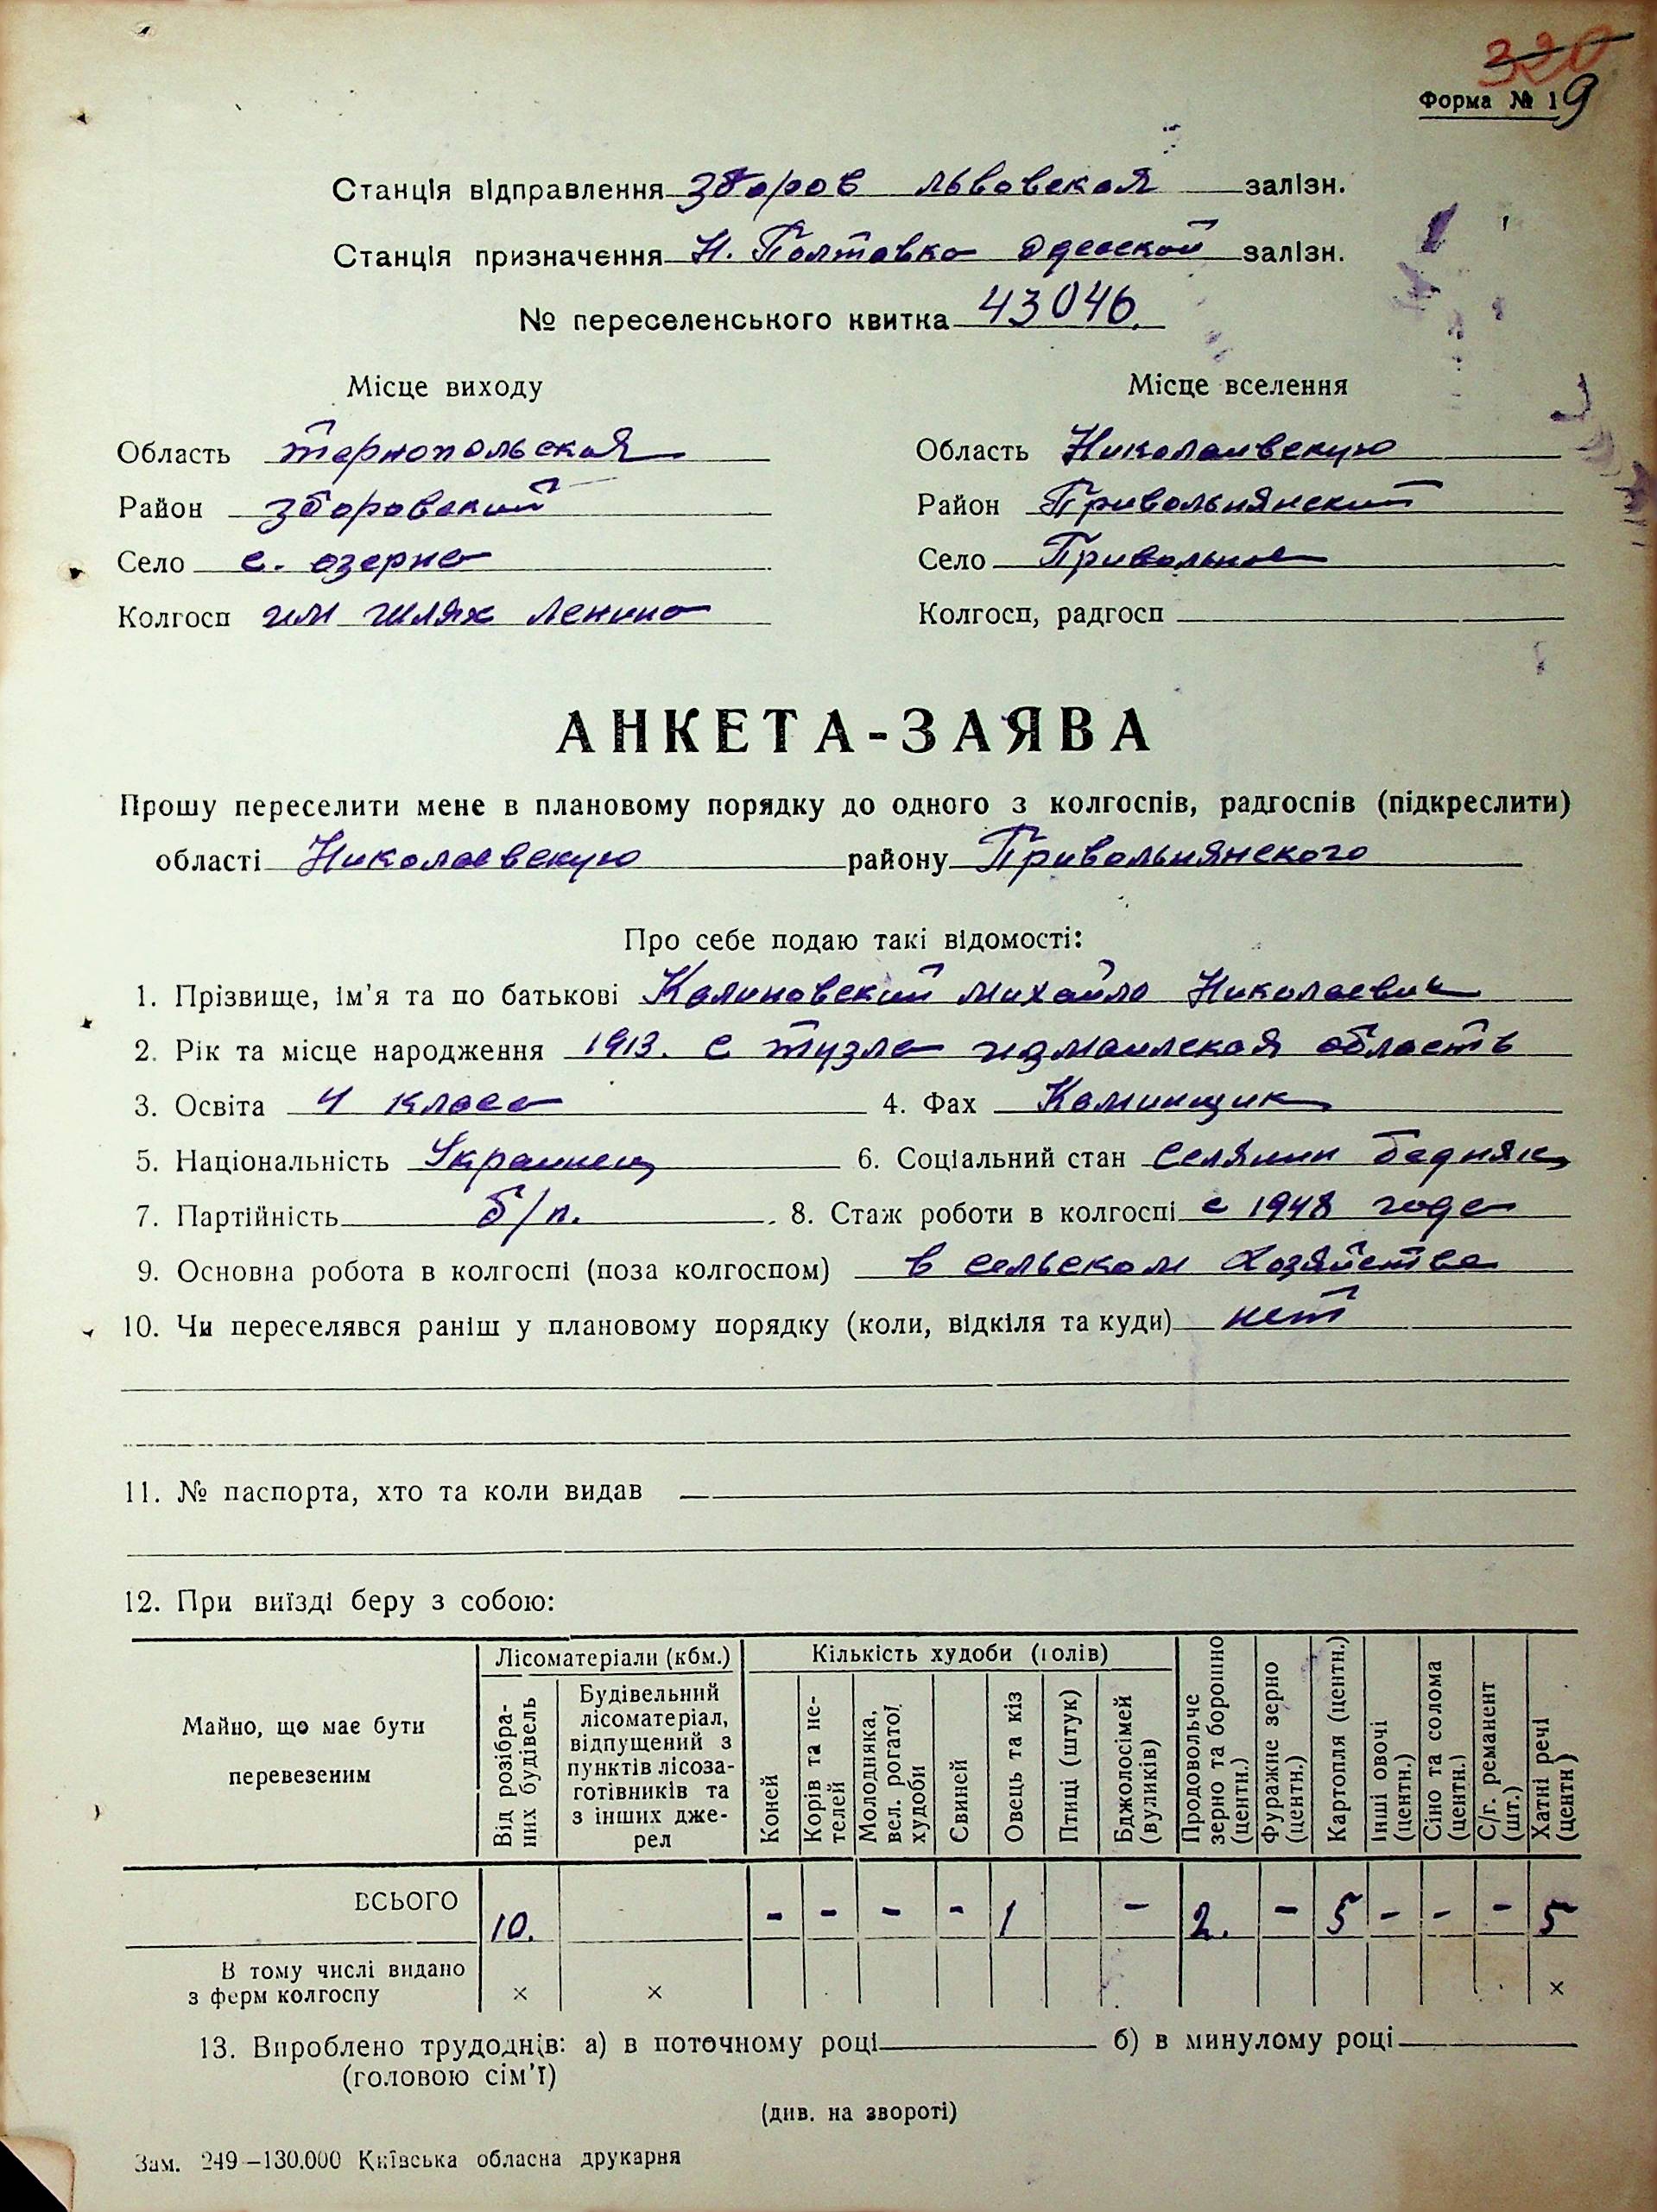 320
Форма № 1 9
Станція відправлення Зборов Львовская залізн.
Станція призначення Н. Полтавка Одесской залізн.
№ переселенського квитка 43046.
Місце виходу Місце вселення
Область Тернопольская Область Николаевскую
Район Зборовский Район Привольнянский
Село с. Озерна Село Привольное
Колгосп им Шлях Ленина Колгосп, радгосп
АНКЕТА-ЗАЯВА
Прошу переселити мене в плановому порядку до одного з колгоспів, радгоспів (підкреслити)
області Николаевскую району Привольнянского
Про себе подаю такі відомості:
1. Прізвище, ім'я та по батькові Калиновский Михайло Николаевич
2. Рік та місце народження 1913. с Тузла измаилская область
3. Освіта 4 класа 4. Фах Каминщик
5. Національність Украинец 6. Соціальний стан Селянин бедняк
7. Партійність б/п. 8. Стаж роботи в колгоспі с 1948 года
9. Основна робота в колгоспі (поза колгоспом) в сельском хозяйстве
10. Чи переселявся раніш у плановому порядку (коли, відкіля та куди) нет
11. № паспорта, хто та коли видав
12. При виїзді беру з собою:
Майно, що має бути перевезеним
Лісоматеріали (кбм.)
Від розібраних будівель
Будівельний лісоматеріал, відпущений з пунктів лісозаготівників та з інших джерел
Кількість худоби (голів)
Коней
Корів та нетелей
Молодняка, вел. рогатої худоби
Свиней
Овець та кіз
Птиці (штук)
Бджолосімей (вуликів)
Продовольче зерно та борошно (центн.)
Фуражне зерно (центн.)
Картопля (центн.)
Інші овочі (центн.)
Сіно та солома (центн.)
С/г. реманент (шт.)
Хатні речі (центн)
ВСЬОГО 10. - - - - 1 - 2. - 5 - - - 5
В тому числі видано
з ферм колгоспу × × ×
13. Вироблено трудоднів: а) в поточному році б) в минулому році
(головою сім'ї)
(див. на звороті)
Зам. 249—130.000 Київська обласна друкарня